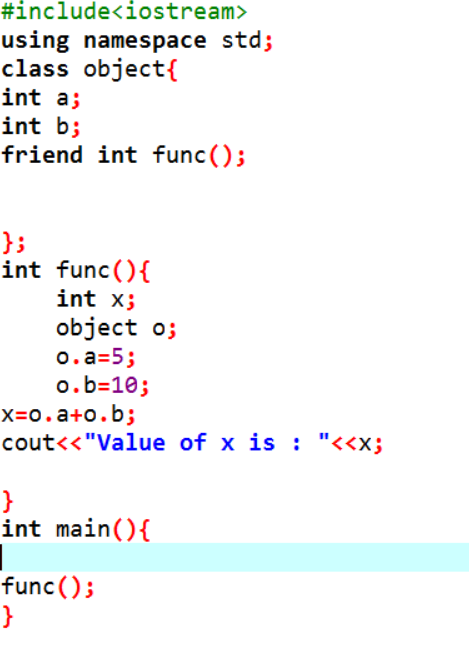 #include<iostream>
using namespace std;
class object{
int a;
int b;
friend int func();
};
int func(){
    int x;
    object o;
    o.a=5;
    o.b=10;
x=o.a+o.b;
cout<<"Value of x is : "<<x;
}
int main(){
func();
}